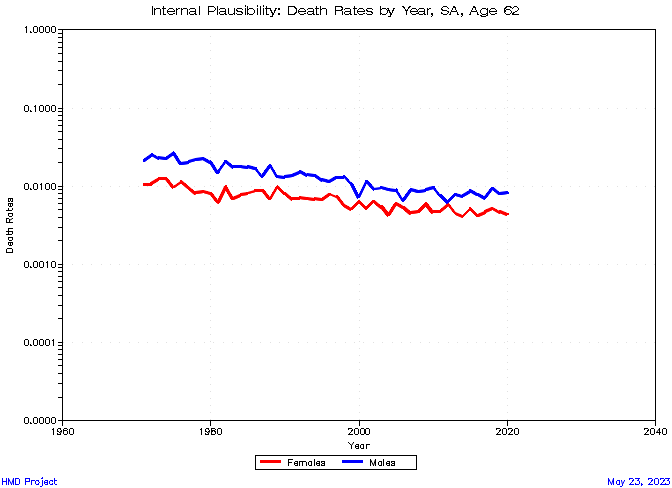 Internal Plausibility: Death Rates by Year, SA, Age 62
1.0000
0.1000
0.0100
0.0010
0.0001
0.0000
Death Rates
1960
1980
2000
2020
2040
Year
Females
Males
HMD Project
May 23, 2023